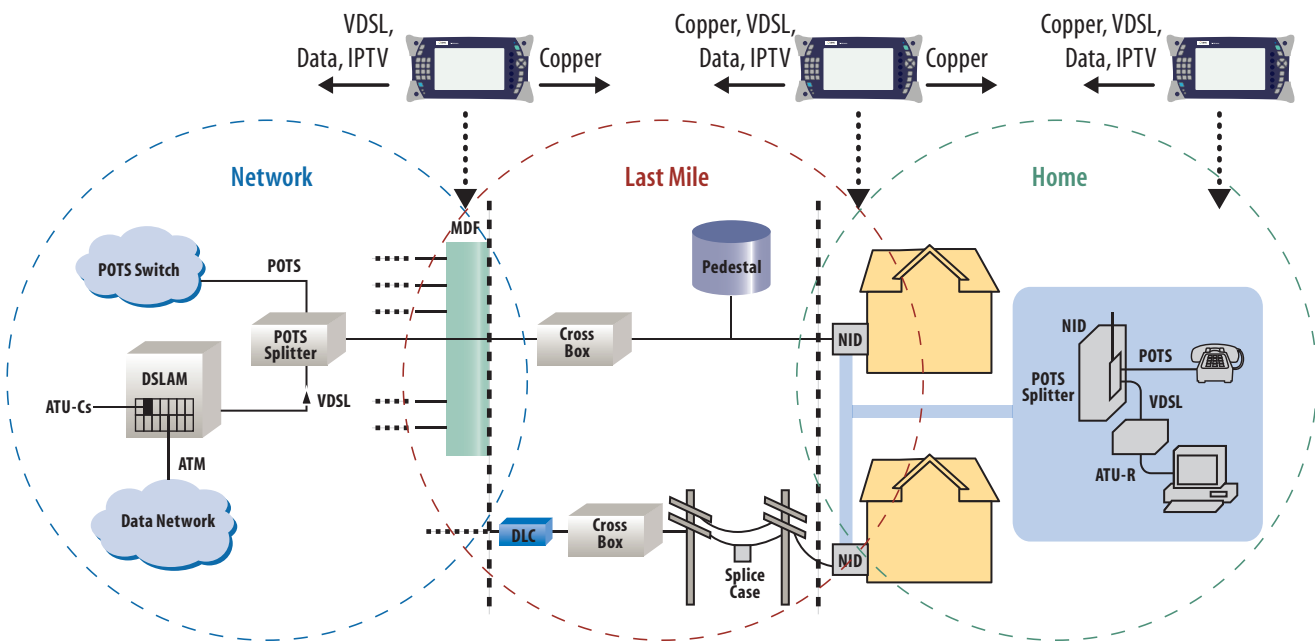 VDSL,
Data, IPTV
Copper
Copper, VDSL,
Data, IPTV
Copper
Copper, VDSL,
Data, IPTV
Network
Last Mile
Home
MDF
POTS Switch
POTS
POTS
Splitter
DSLAM
ATU-Cs
VDSL
ATM
Data Network
Cross
Box
Pedestal
NID
DLC
Cross
Box
Splice
Case
NID
NID
POTS
Splitter
POTS
VDSL
ATU-R